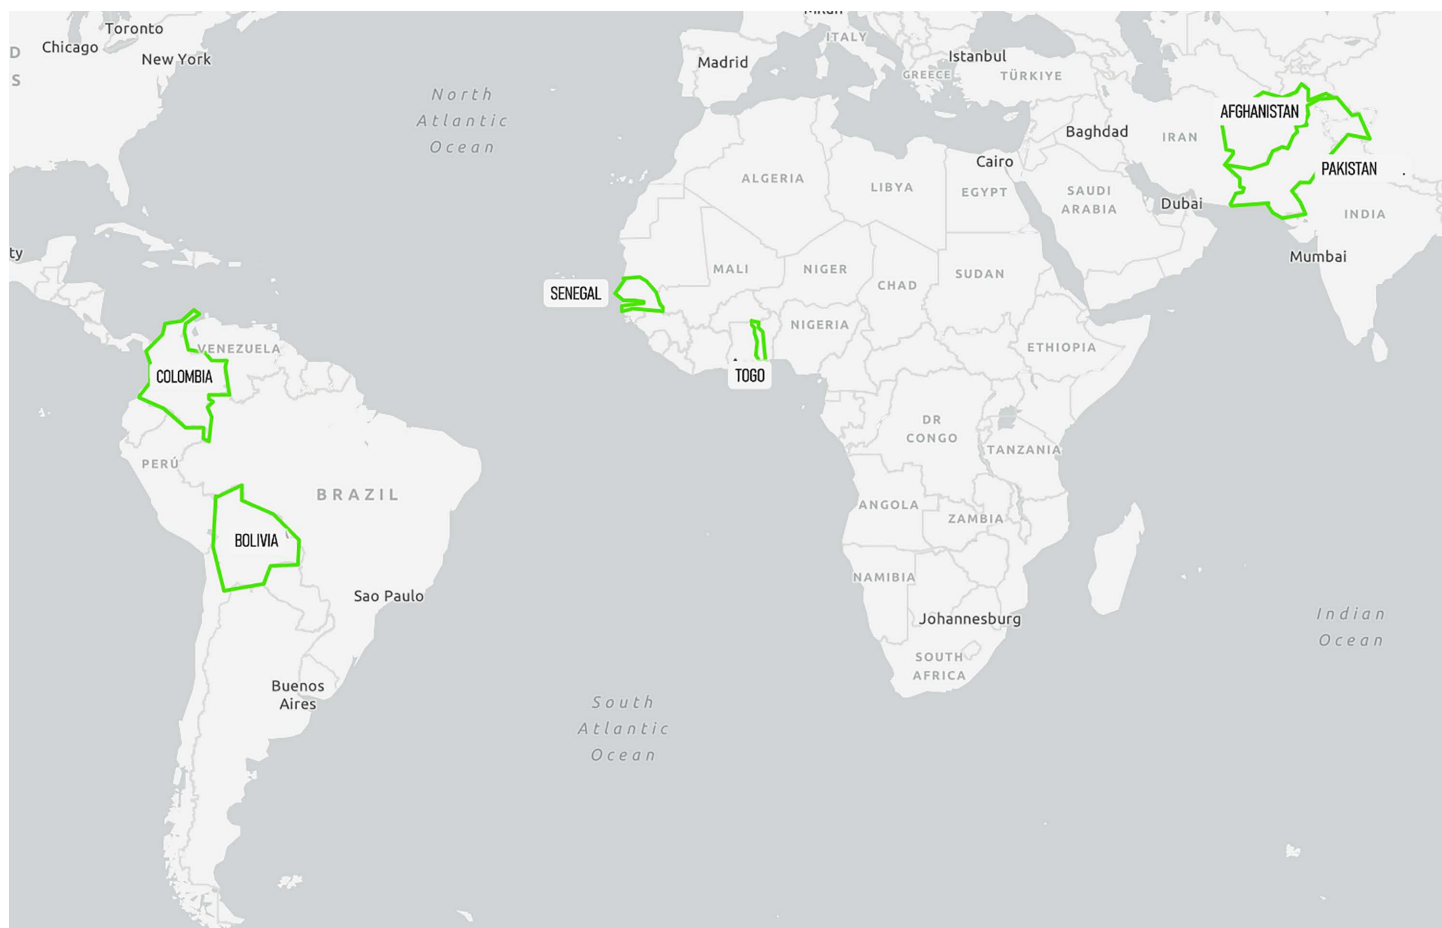 Toronto
Chicago
New York
D
S
North
Atlantic
Ocean
Madrid
ITALY
GREECE
Istanbul
TÜRKIYE
Baghdad
Cairo
IRAN
AFGHANISTAN
PAKISTAN
ALGERIA
LIBYA
EGYPT
SAUDI
ARABIA
Dubai
INDIA
Mumbai
ty
SENEGAL
MALI
NIGER
CHAD
SUDAN
NIGERIA
ETHIOPIA
TOGO
VENEZUELA
COLOMBIA
PERÚ
BRAZIL
BOLIVIA
Sao Paulo
Buenos
Aires
DR
CONGO
TANZANIA
ANGOLA
ZAMBIA
NAMIBIA
Johannesburg
SOUTH
AFRICA
South
Atlantic
Ocean
Indian
Ocean